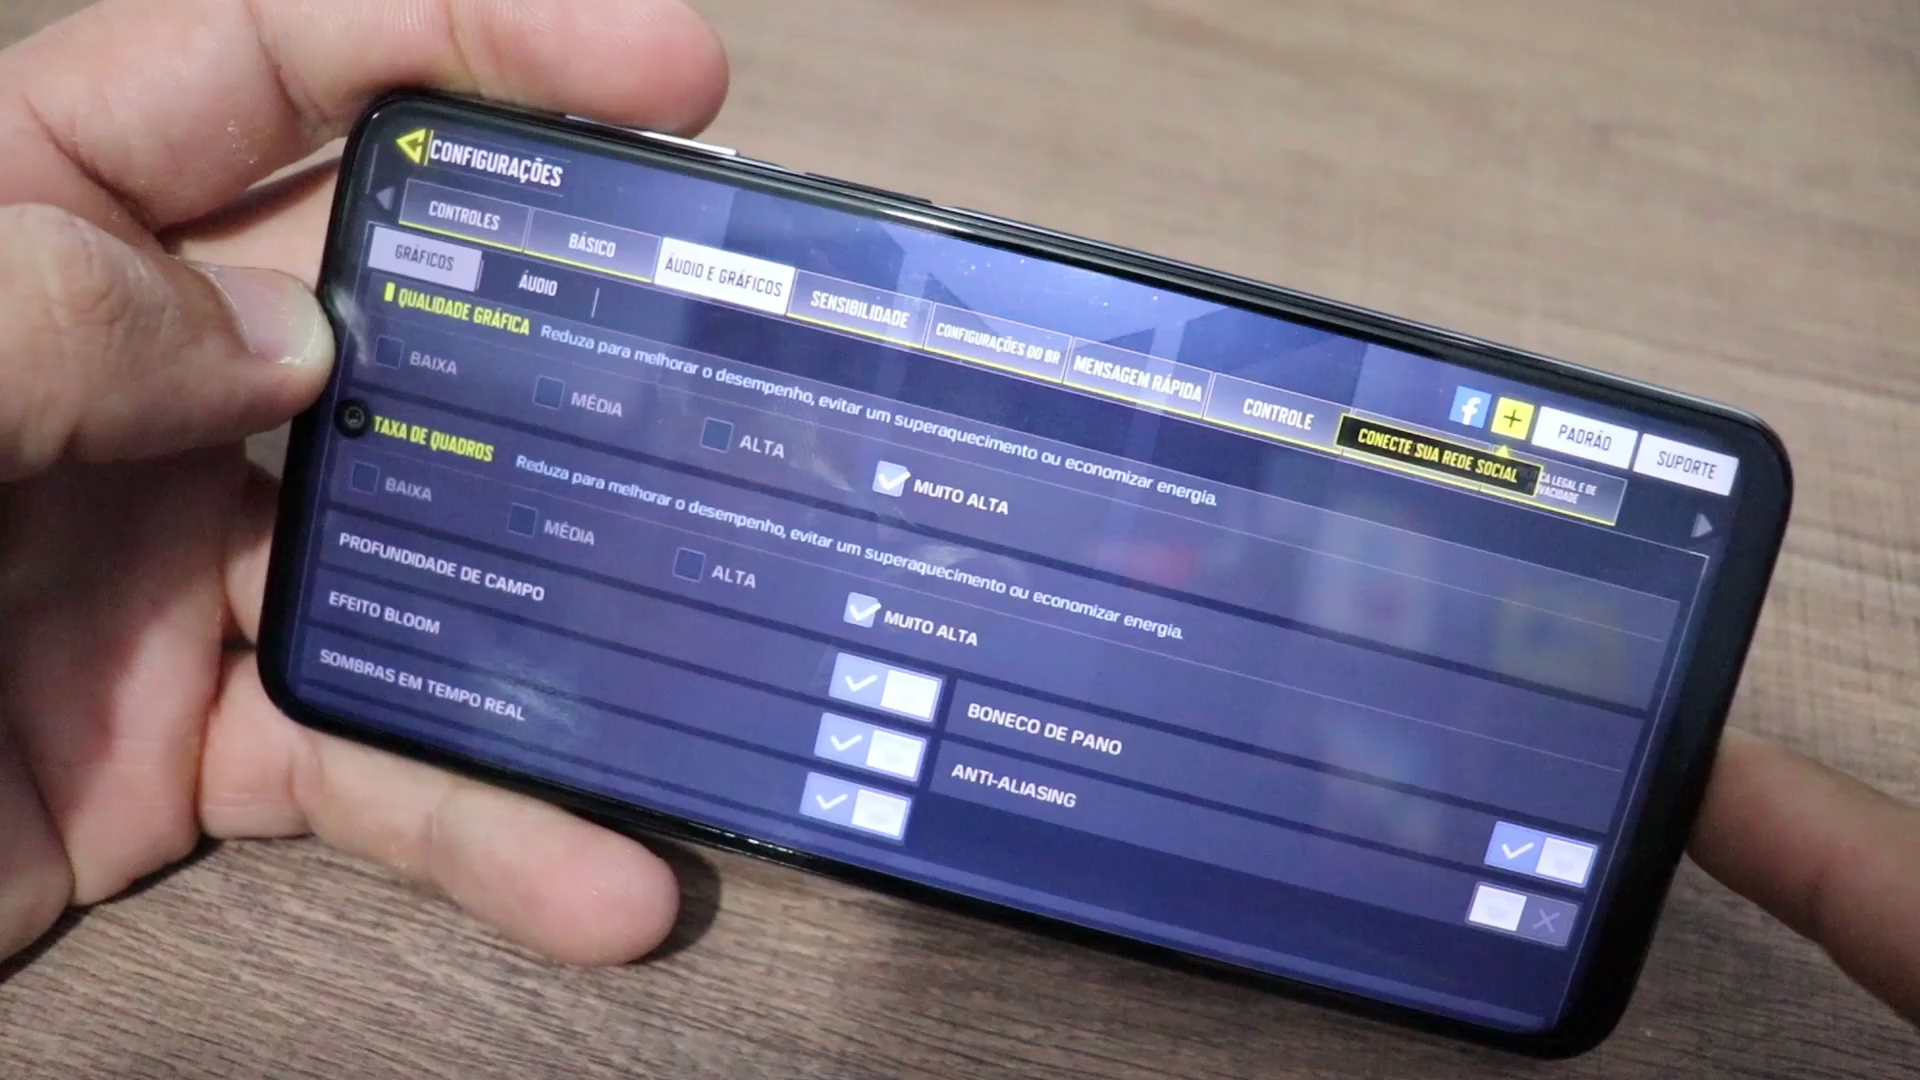 CONFIGURAÇÕES
CONTROLES
BÁSICO
ÁUDIO E GRÁFICOS
SENSIBILIDADE
CONFIGURAÇÕES DO BR
MENSAGEM RÁPIDA
CONTROLE
CONECTE SUA REDE SOCIAL
LEGAL E DE
PADRÃO
SUPORTE
GRÁFICOS
ÁUDIO
QUALIDADE GRÁFICA Reduza para melhorar o desempenho, evitar um superaquecimento ou economizar energia.
BAIXA MÉDIA ALTA MUITO ALTA
TAXA DE QUADROS Reduza para melhorar o desempenho, evitar um superaquecimento ou economizar energia.
BAIXA MÉDIA ALTA MUITO ALTA
PROFUNDIDADE DE CAMPO
BONECO DE PANO
EFEITO BLOOM
ANTI-ALIASING
SOMBRAS EM TEMPO REAL